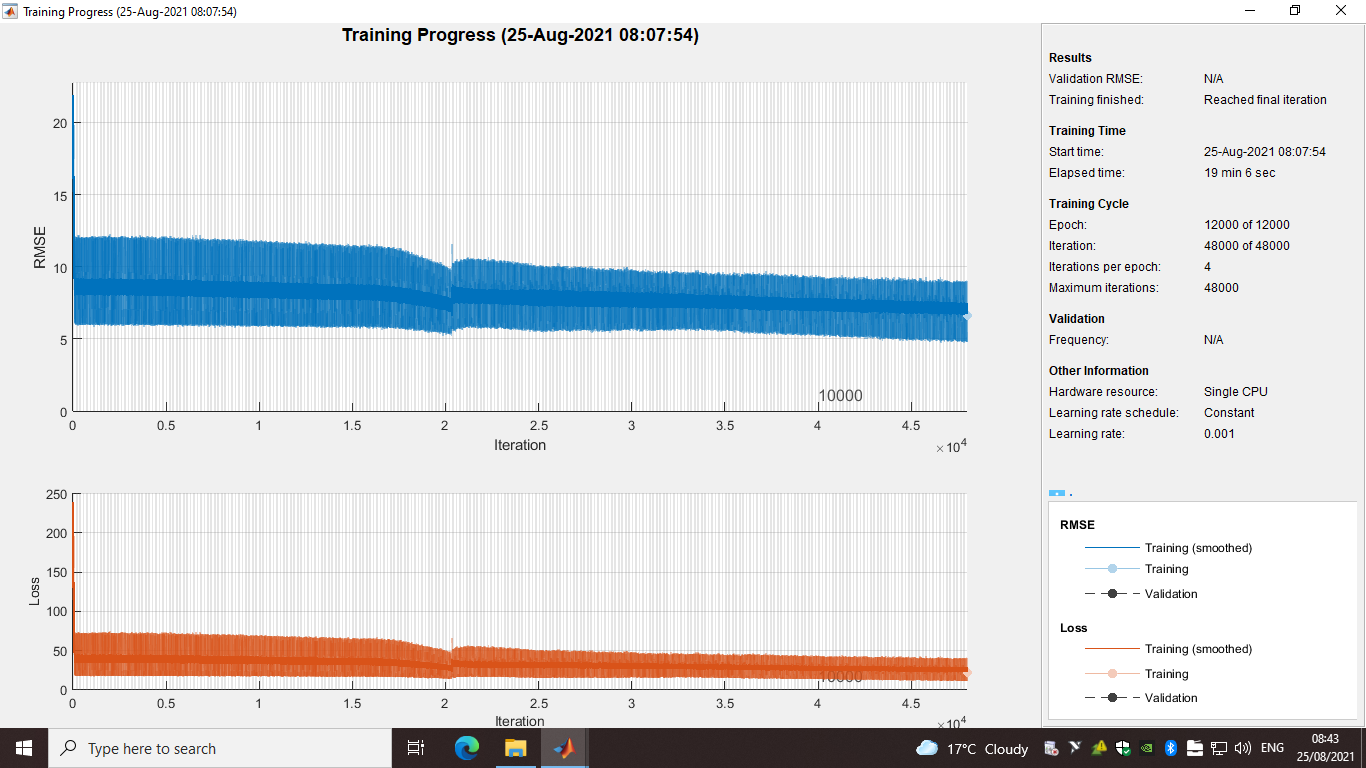 Training Progress (25-Aug-2021 08:07:54)
Training Progress (25-Aug-2021 08:07:54)
RMSE
20
15
10
5
0
10000
0 0.5 1 1.5 2 2.5 3 3.5 4 4.5
Iteration
×10^4
Loss
250
200
150
100
50
0
10000
0 0.5 1 1.5 2 2.5 3 3.5 4 4.5
Iteration
×10^4
Results
Validation RMSE: N/A
Training finished: Reached final iteration
Training Time
Start time: 25-Aug-2021 08:07:54
Elapsed time: 19 min 6 sec
Training Cycle
Epoch: 12000 of 12000
Iteration: 48000 of 48000
Iterations per epoch: 4
Maximum iterations: 48000
Validation
Frequency: N/A
Other Information
Hardware resource: Single CPU
Learning rate schedule: Constant
Learning rate: 0.001
RMSE
Training (smoothed)
Training
Validation
Loss
Training (smoothed)
Training
Validation
Type here to search
17°C Cloudy
ENG
08:43
25/08/2021